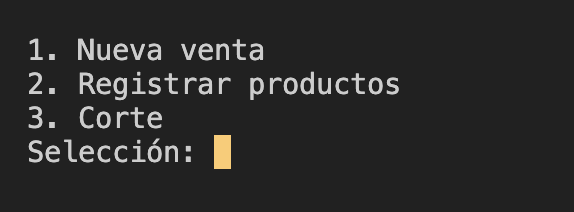 1. Nueva venta
2. Registrar productos
3. Corte
Selección: